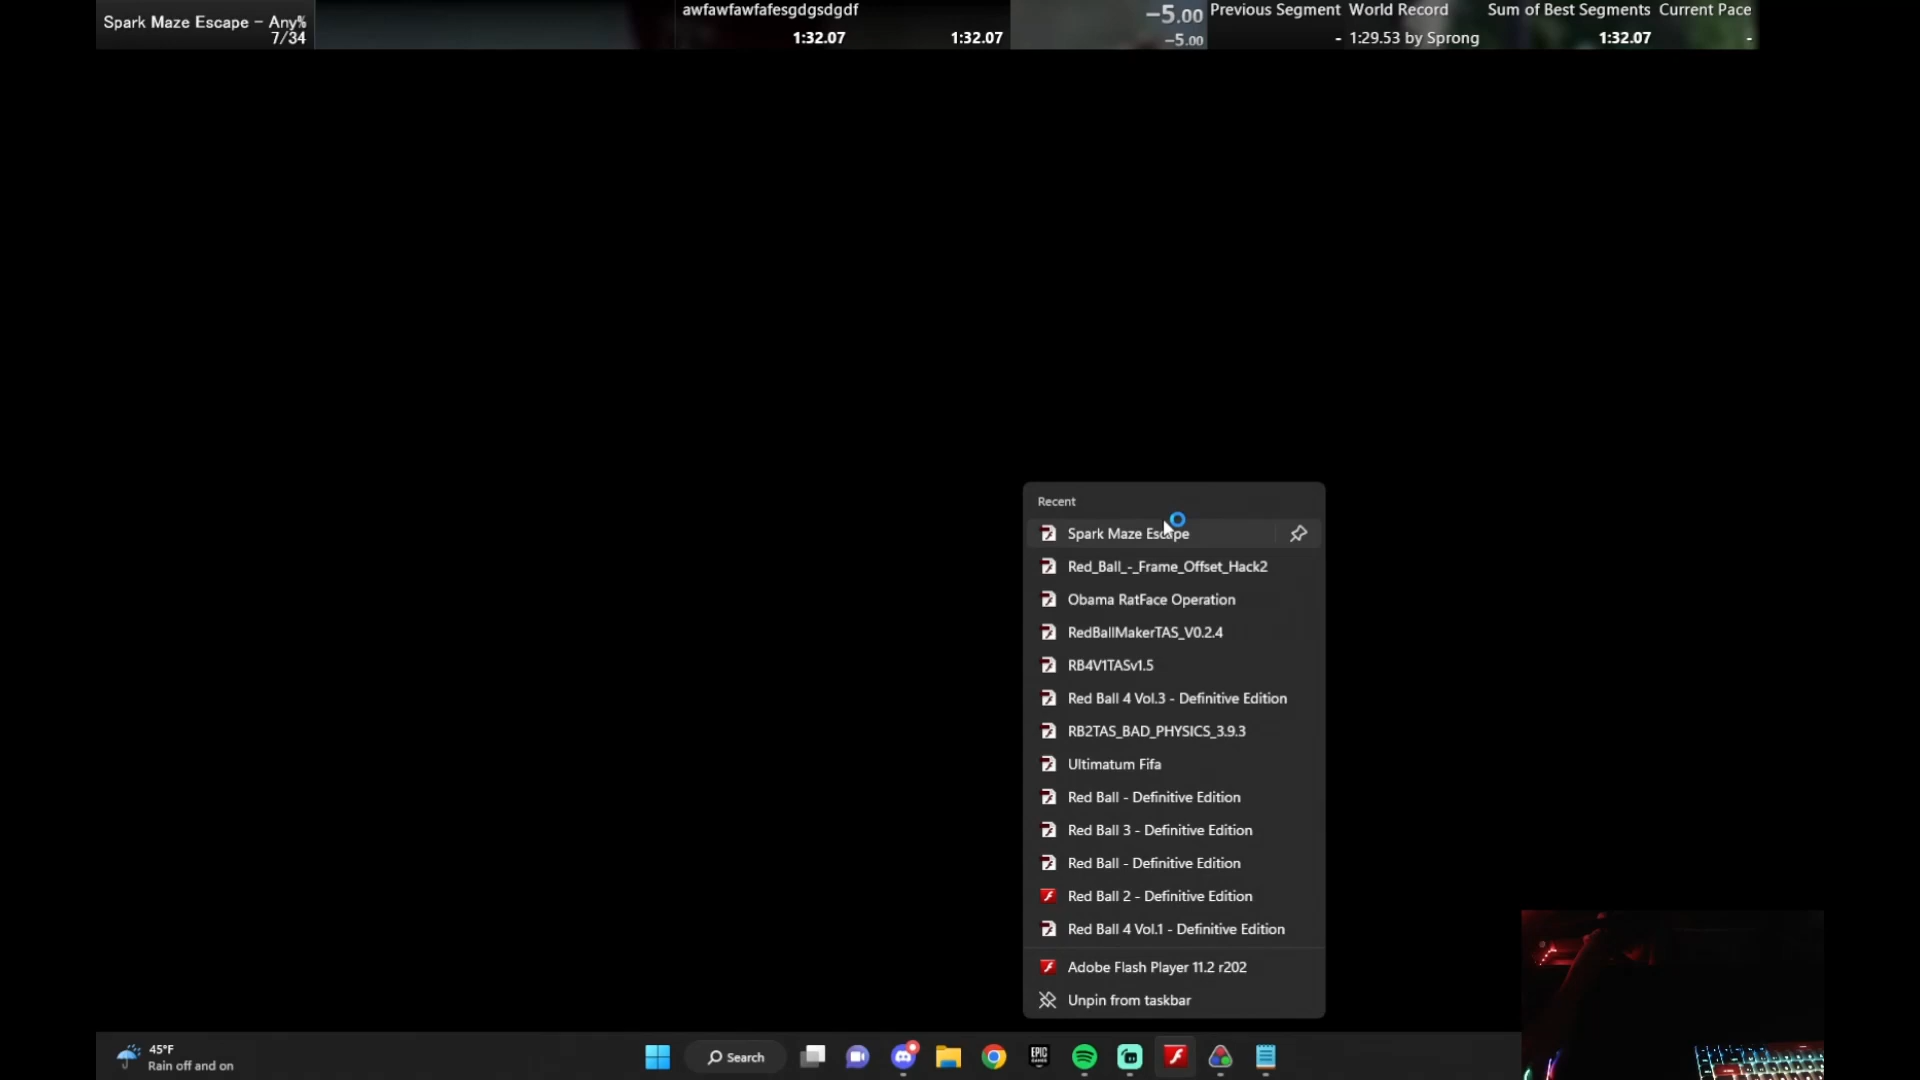 Spark Maze Escape - Any%
7/34
awfawfawfafesgdgsdgdf
1:32.07 1:32.07
-5.00
-5.00
Previous Segment World Record Sum of Best Segments Current Pace
- 1:29.53 by Sprong 1:32.07 -
Recent
Spark Maze Escape
Red_Ball_-_Frame_Offset_Hack2
Obama RatFace Operation
RedBallMakerTAS_V0.2.4
RB4V1TASv1.5
Red Ball 4 Vol.3 - Definitive Edition
RB2TAS_BAD_PHYSICS_3.9.3
Ultimatum Fifa
Red Ball - Definitive Edition
Red Ball 3 - Definitive Edition
Red Ball - Definitive Edition
Red Ball 2 - Definitive Edition
Red Ball 4 Vol.1 - Definitive Edition
Adobe Flash Player 11.2 r202
Unpin from taskbar
45°F
Rain off and on
Search
EPIC
GAMES